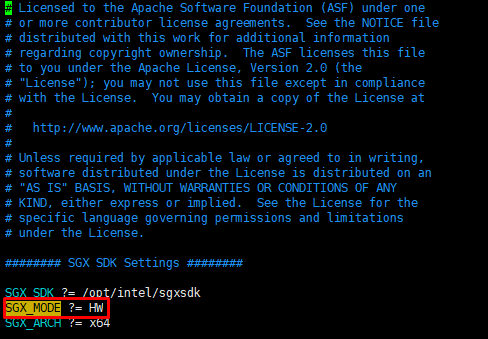 # Licensed to the Apache Software Foundation (ASF) under one
# or more contributor license agreements.  See the NOTICE file
# distributed with this work for additional information
# regarding copyright ownership.  The ASF licenses this file
# to you under the Apache License, Version 2.0 (the
# "License"); you may not use this file except in compliance
# with the License.  You may obtain a copy of the License at
#
#   http://www.apache.org/licenses/LICENSE-2.0
#
# Unless required by applicable law or agreed to in writing,
# software distributed under the License is distributed on an
# "AS IS" BASIS, WITHOUT WARRANTIES OR CONDITIONS OF ANY
# KIND, either express or implied.  See the License for the
# specific language governing permissions and limitations
# under the License.
######## SGX SDK Settings ########
SGX_SDK ?= /opt/intel/sgxsdk
SGX_MODE ?= HW
SGX_ARCH ?= x64